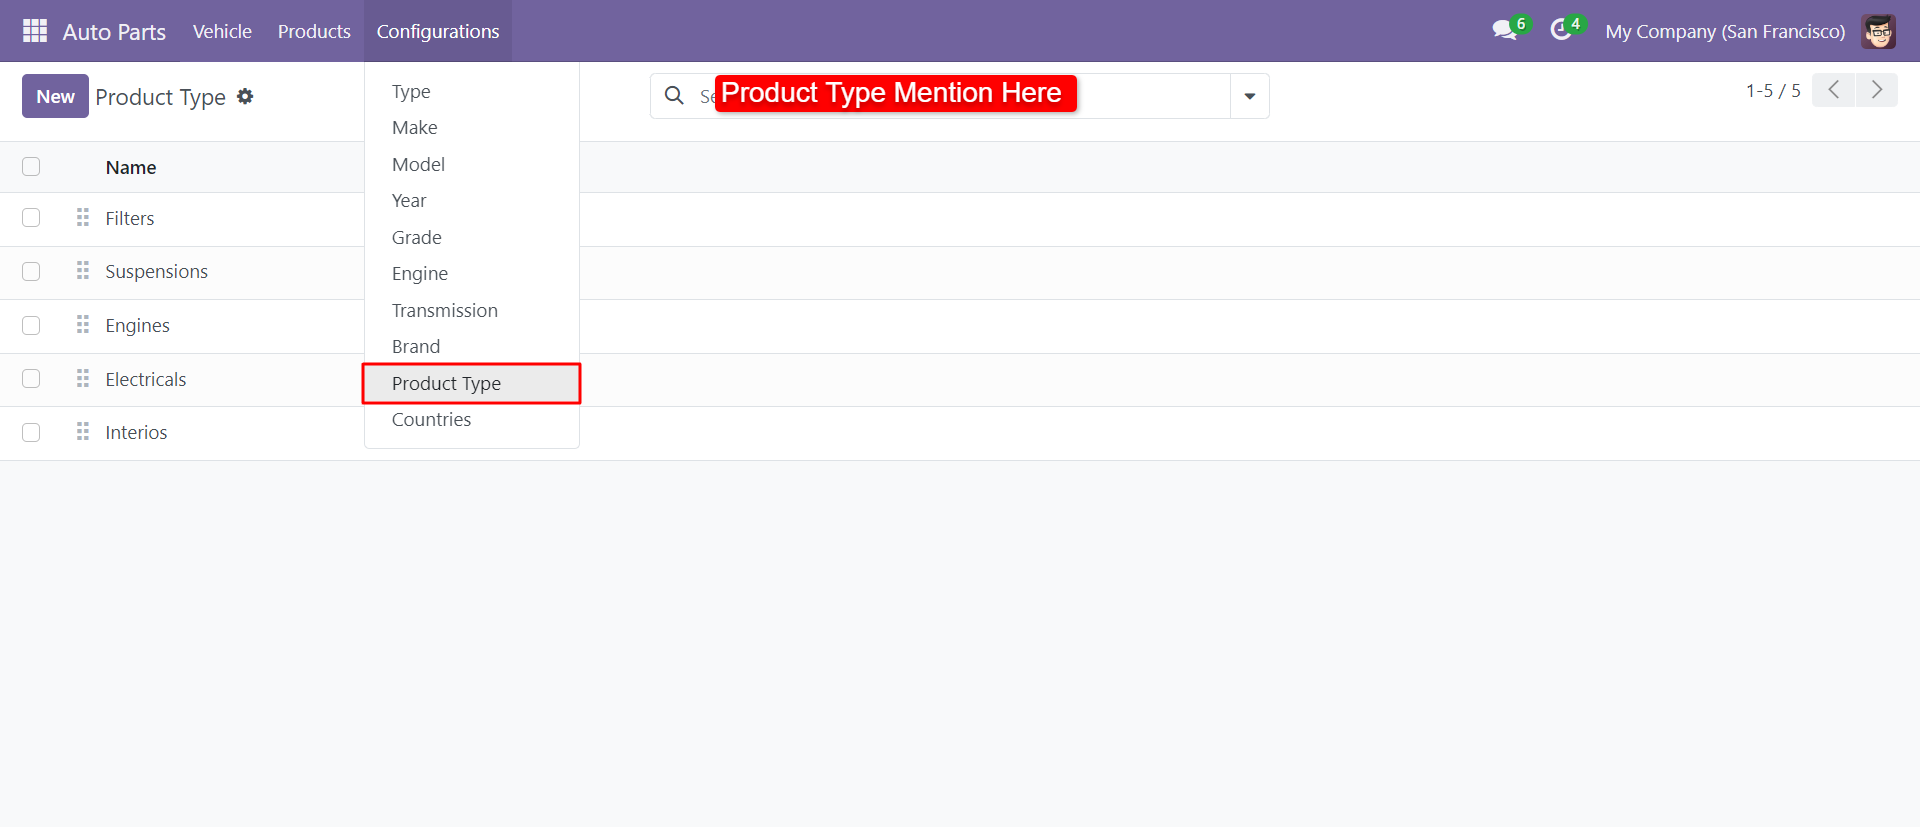 Auto Parts Vehicle Products Configurations 6 4 My Company (San Francisco)
New Product Type Product Type Mention Here 1-5 / 5
Type
Make
Model
Year
Grade
Engine
Transmission
Brand
Product Type
Countries
Name
Filters
Suspensions
Engines
Electricals
Interios